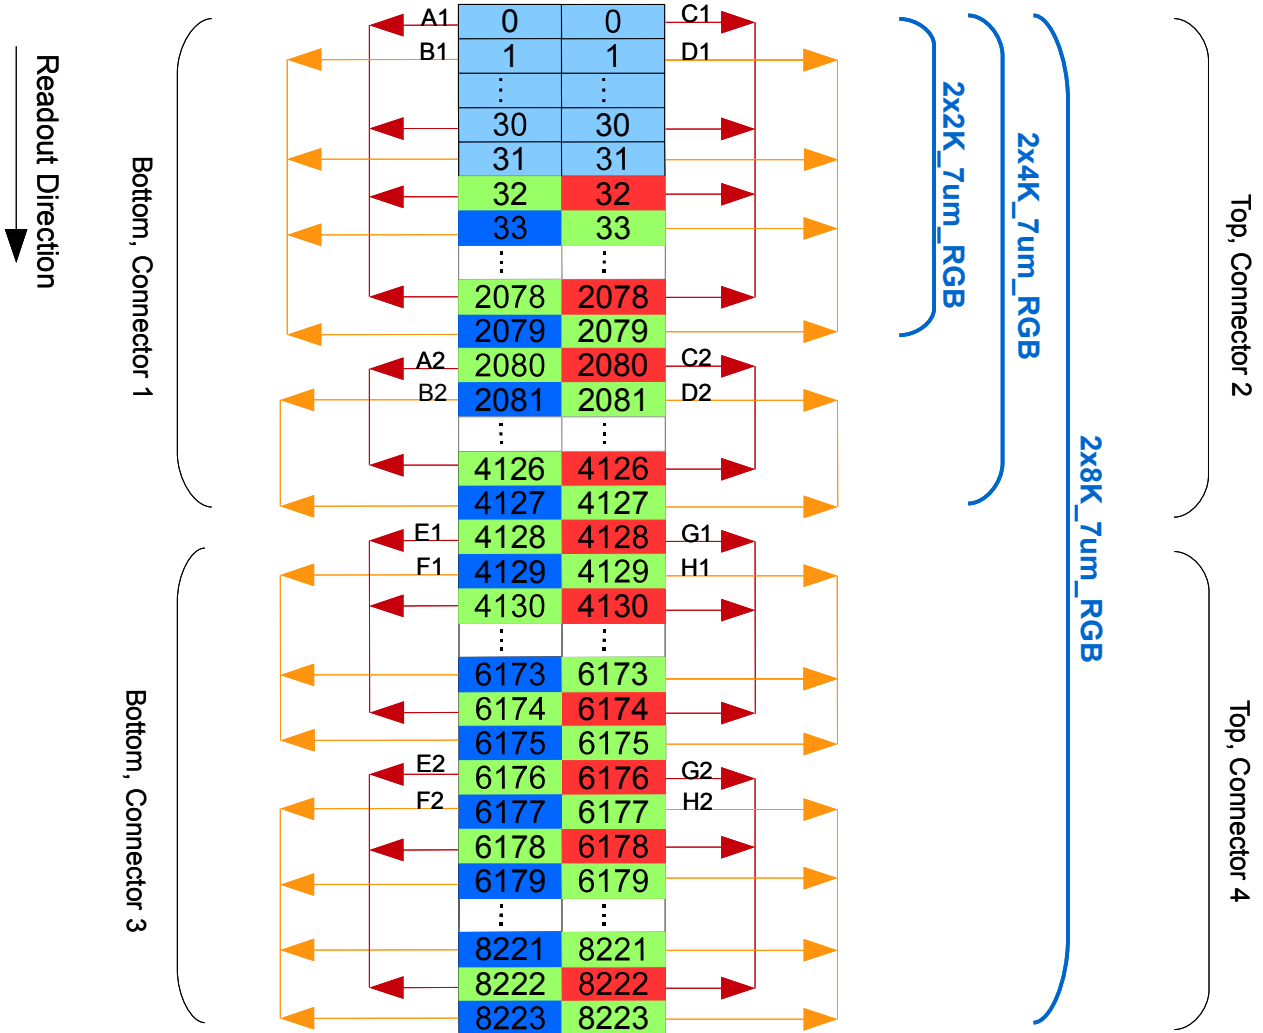 Readout Direction
Bottom, Connector 1
Bottom, Connector 3
A1 0 0 C1
B1 1 1 D1
⋮ ⋮
30 30
31 31
32 32
33 33
⋮ ⋮
2078 2078
2079 2079
A2 2080 2080 C2
B2 2081 2081 D2
⋮ ⋮
4126 4126
4127 4127
E1 4128 4128 G1
F1 4129 4129 H1
4130 4130
⋮ ⋮
6173 6173
6174 6174
6175 6175
E2 6176 6176 G2
F2 6177 6177 H2
6178 6178
6179 6179
⋮ ⋮
8221 8221
8222 8222
8223 8223
2x2K_7um_RGB
2x4K_7um_RGB
2x8K_7um_RGB
Top, Connector 2
Top, Connector 4